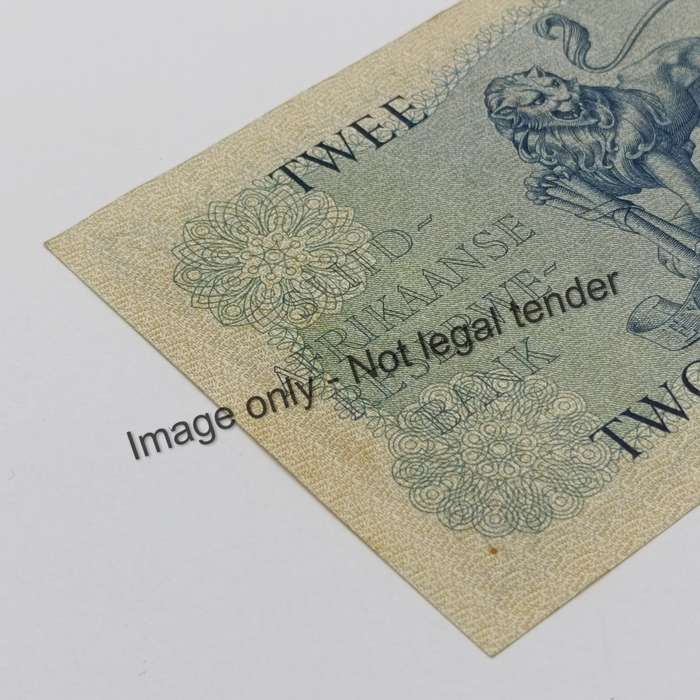 TWEE
SUID-
AFRIKAANSE
RESERWE-
BANK
TWO
Image only - Not legal tender